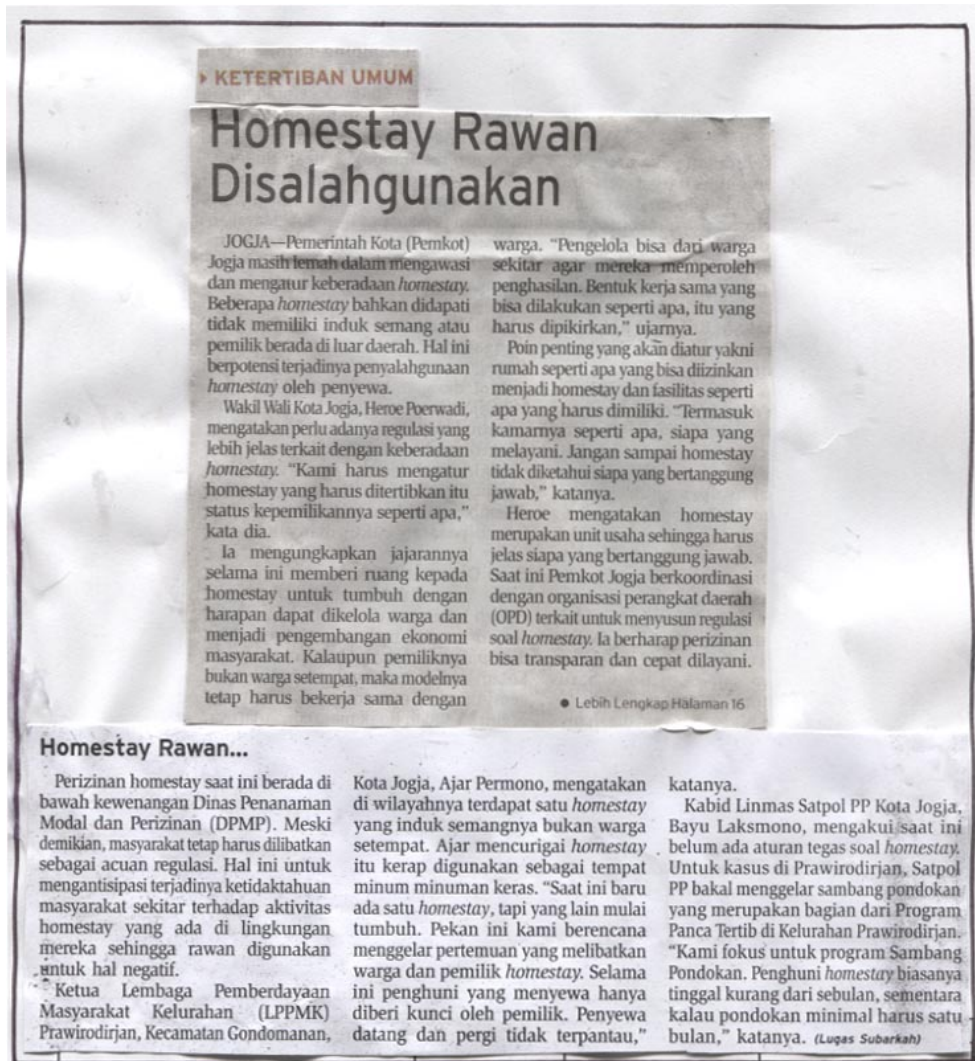 KETERTIBAN UMUM
Homestay Rawan
Disalahgunakan
JOGJA—Pemerintah Kota (Pemkot)
Jogja masih lemah dalam mengawasi
dan mengatur keberadaan homestay.
Beberapa homestay bahkan didapati
tidak memiliki induk semang atau
pemilik berada di luar daerah. Hal ini
berpotensi terjadinya penyalahgunaan
homestay oleh penyewa.
Wakil Wali Kota Jogja, Heroe Poerwadi,
mengatakan perlu adanya regulasi yang
lebih jelas terkait dengan keberadaan
homestay. “Kami harus mengatur
homestay yang harus ditertibkan itu
status kepemilikannya seperti apa,”
kata dia.
Ia mengungkapkan jajarannya
selama ini memberi ruang kepada
homestay untuk tumbuh dengan
harapan dapat dikelola warga dan
menjadi pengembangan ekonomi
masyarakat. Kalaupun pemiliknya
bukan warga setempat, maka modelnya
tetap harus bekerja sama dengan
warga. “Pengelola bisa dari warga
sekitar agar mereka memperoleh
penghasilan. Bentuk kerja sama yang
bisa dilakukan seperti apa, itu yang
harus dipikirkan,” ujarnya.
Poin penting yang akan diatur yakni
rumah seperti apa yang bisa diizinkan
menjadi homestay dan fasilitas seperti
apa yang harus dimiliki. “Termasuk
kamarnya seperti apa, siapa yang
melayani. Jangan sampai homestay
tidak diketahui siapa yang bertanggung
jawab,” katanya.
Heroe mengatakan homestay
merupakan unit usaha sehingga harus
jelas siapa yang bertanggung jawab.
Saat ini Pemkot Jogja berkoordinasi
dengan organisasi perangkat daerah
(OPD) terkait untuk menyusun regulasi
soal homestay. Ia berharap perizinan
bisa transparan dan cepat dilayani.
● Lebih Lengkap Halaman 16
Homestay Rawan...
Perizinan homestay saat ini berada di
bawah kewenangan Dinas Penanaman
Modal dan Perizinan (DPMP). Meski
demikian, masyarakat tetap harus dilibatkan
sebagai acuan regulasi. Hal ini untuk
mengantisipasi terjadinya ketidaktahuan
masyarakat sekitar terhadap aktivitas
homestay yang ada di lingkungan
mereka sehingga rawan digunakan
untuk hal negatif.
Ketua Lembaga Pemberdayaan
Masyarakat Kelurahan (LPPMK)
Prawirodirjan, Kecamatan Gondomanan,
Kota Jogja, Ajar Permono, mengatakan
di wilayahnya terdapat satu homestay
yang induk semangnya bukan warga
setempat. Ajar mencurigai homestay
itu kerap digunakan sebagai tempat
minum minuman keras. “Saat ini baru
ada satu homestay, tapi yang lain mulai
tumbuh. Pekan ini kami berencana
menggelar pertemuan yang melibatkan
warga dan pemilik homestay. Selama
ini penghuni yang menyewa hanya
diberi kunci oleh pemilik. Penyewa
datang dan pergi tidak terpantau,”
katanya.
Kabid Linmas Satpol PP Kota Jogja,
Bayu Laksmono, mengakui saat ini
belum ada aturan tegas soal homestay.
Untuk kasus di Prawirodirjan, Satpol
PP bakal menggelar sambang pondokan
yang merupakan bagian dari Program
Panca Tertib di Kelurahan Prawirodirjan.
“Kami fokus untuk program Sambang
Pondokan. Penghuni homestay biasanya
tinggal kurang dari sebulan, sementara
kalau pondokan minimal harus satu
bulan,” katanya. (Lugas Subarkah)